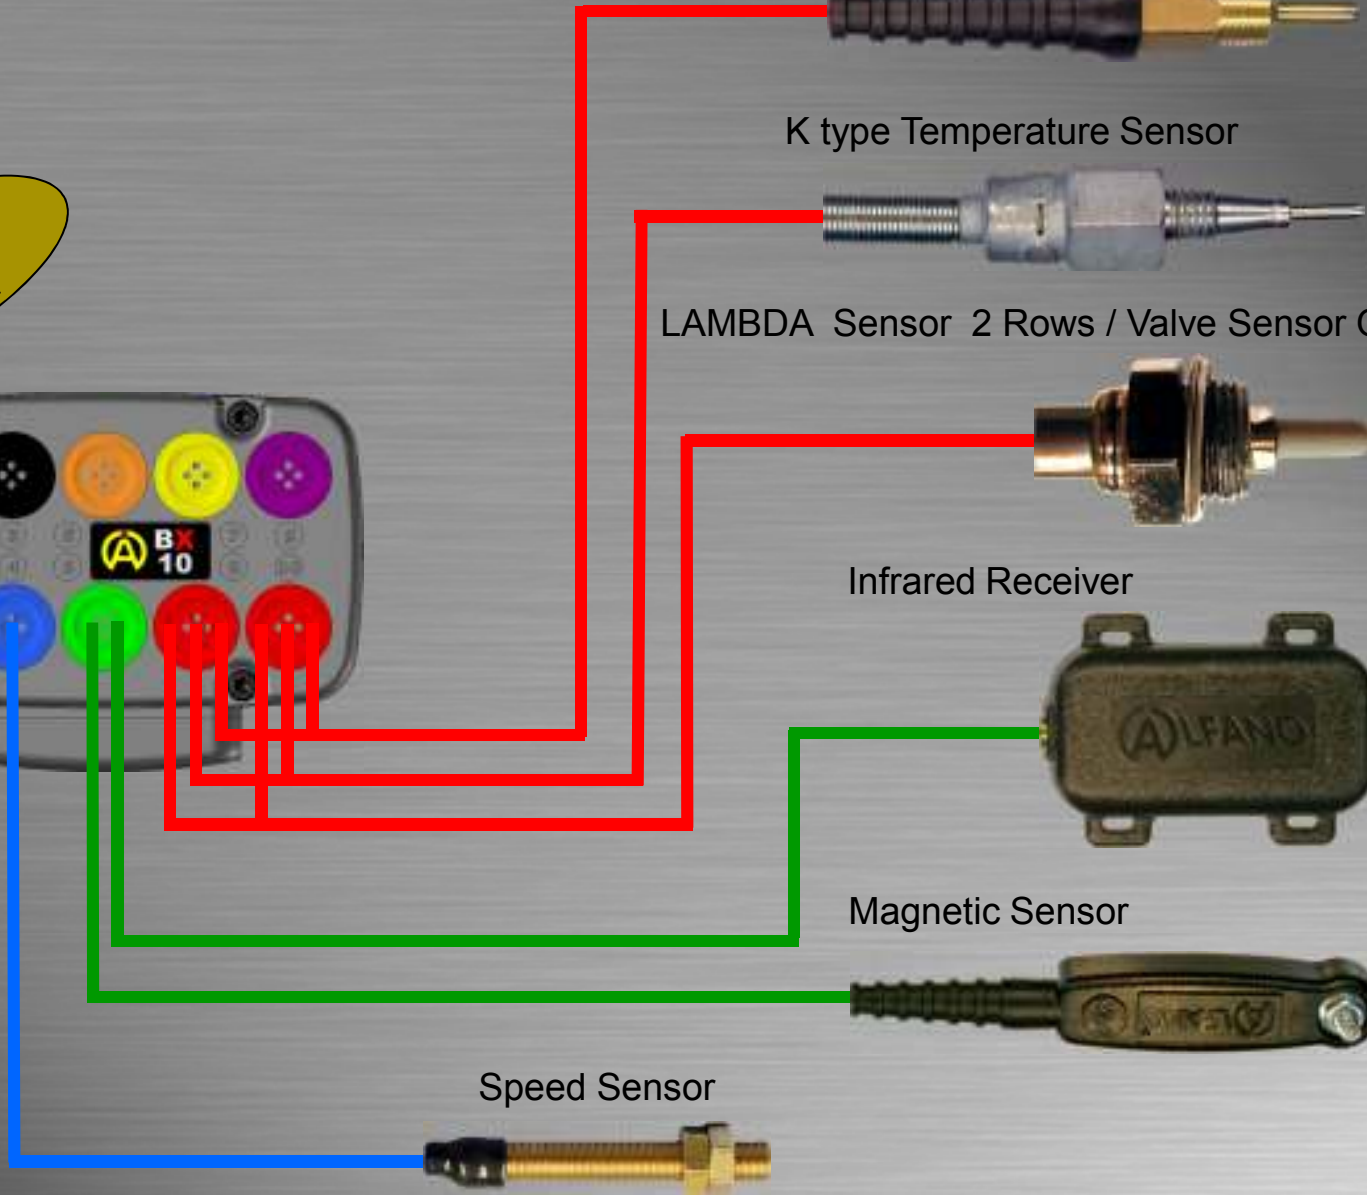 K type Temperature Sensor
LAMBDA Sensor 2 Rows / Valve Sensor
BX
10
Infrared Receiver
ALFANO
Magnetic Sensor
Speed Sensor